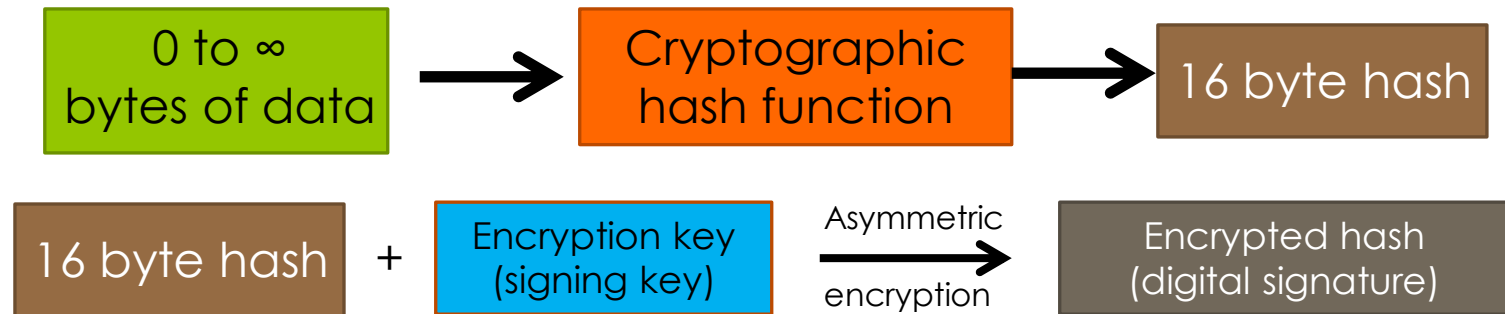 0 to ∞
bytes of data
Cryptographic
hash function
16 byte hash
16 byte hash
+
Encryption key
(signing key)
Asymmetric
encryption
Encrypted hash
(digital signature)